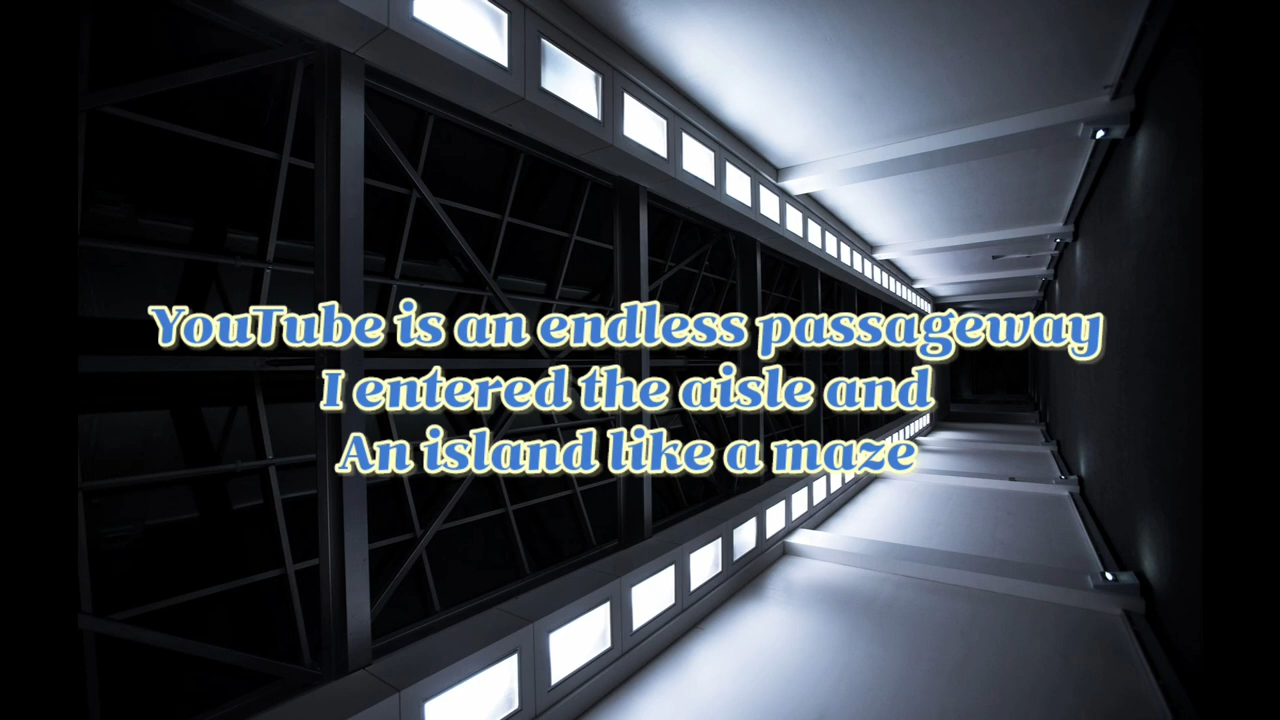 YouTube is an endless passageway
I entered the aisle and
An island like a maze